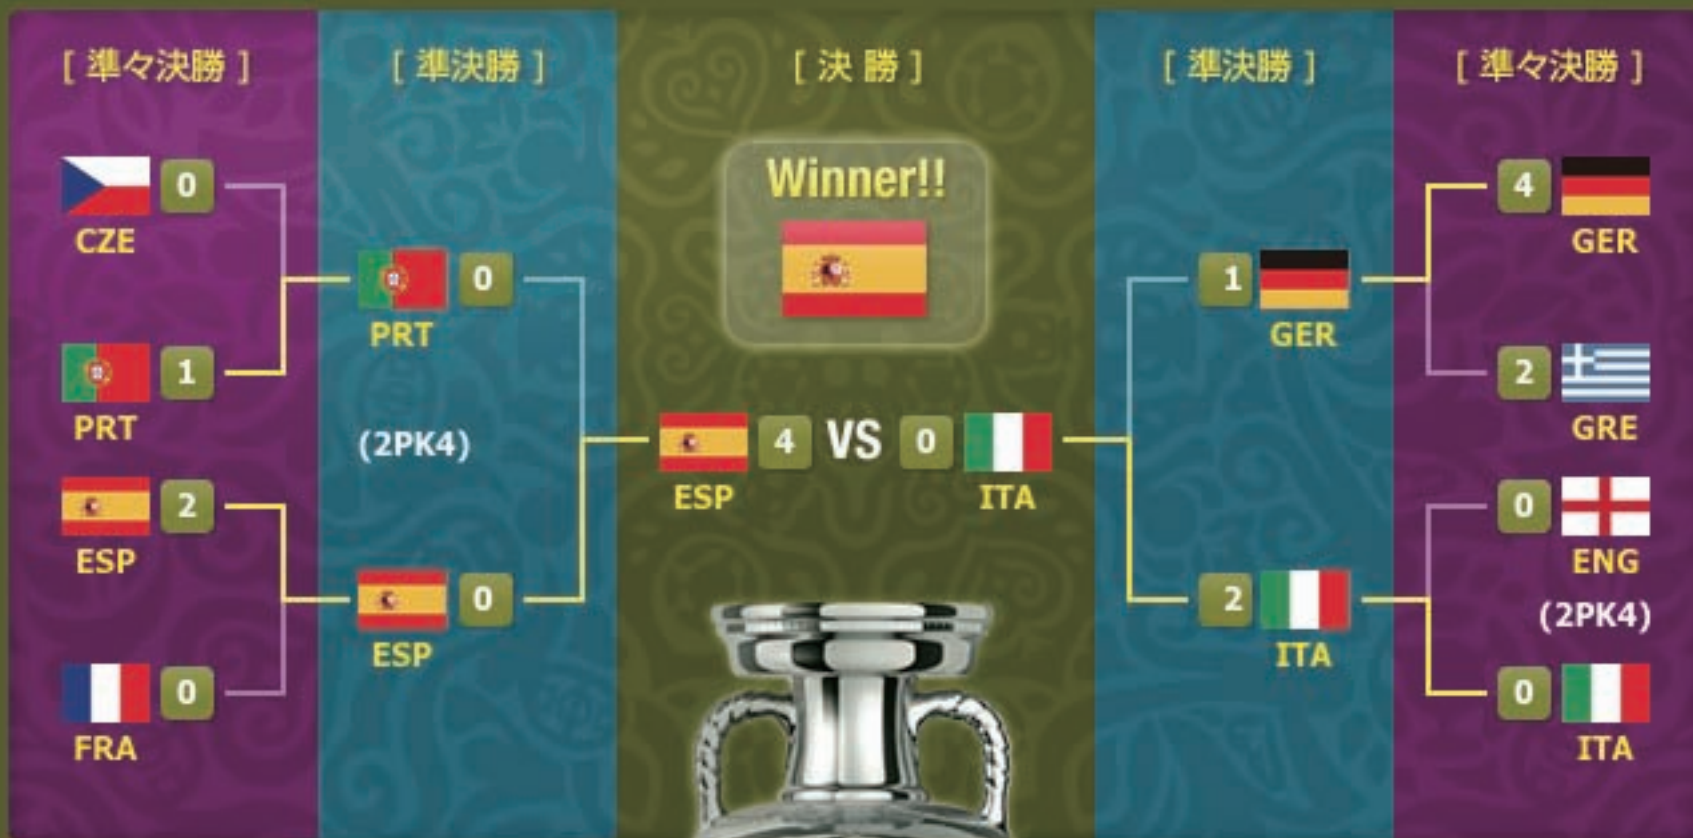 [ 準々決勝 ]
[ 準決勝 ]
[ 決 勝 ]
[ 準決勝 ]
[ 準々決勝 ]
0
CZE
1
PRT
2
ESP
0
FRA
0
PRT
(2PK4)
0
ESP
Winner!!
4 VS 0
ESP ITA
1
GER
2
ITA
4
GER
2
GRE
0
ENG
(2PK4)
0
ITA